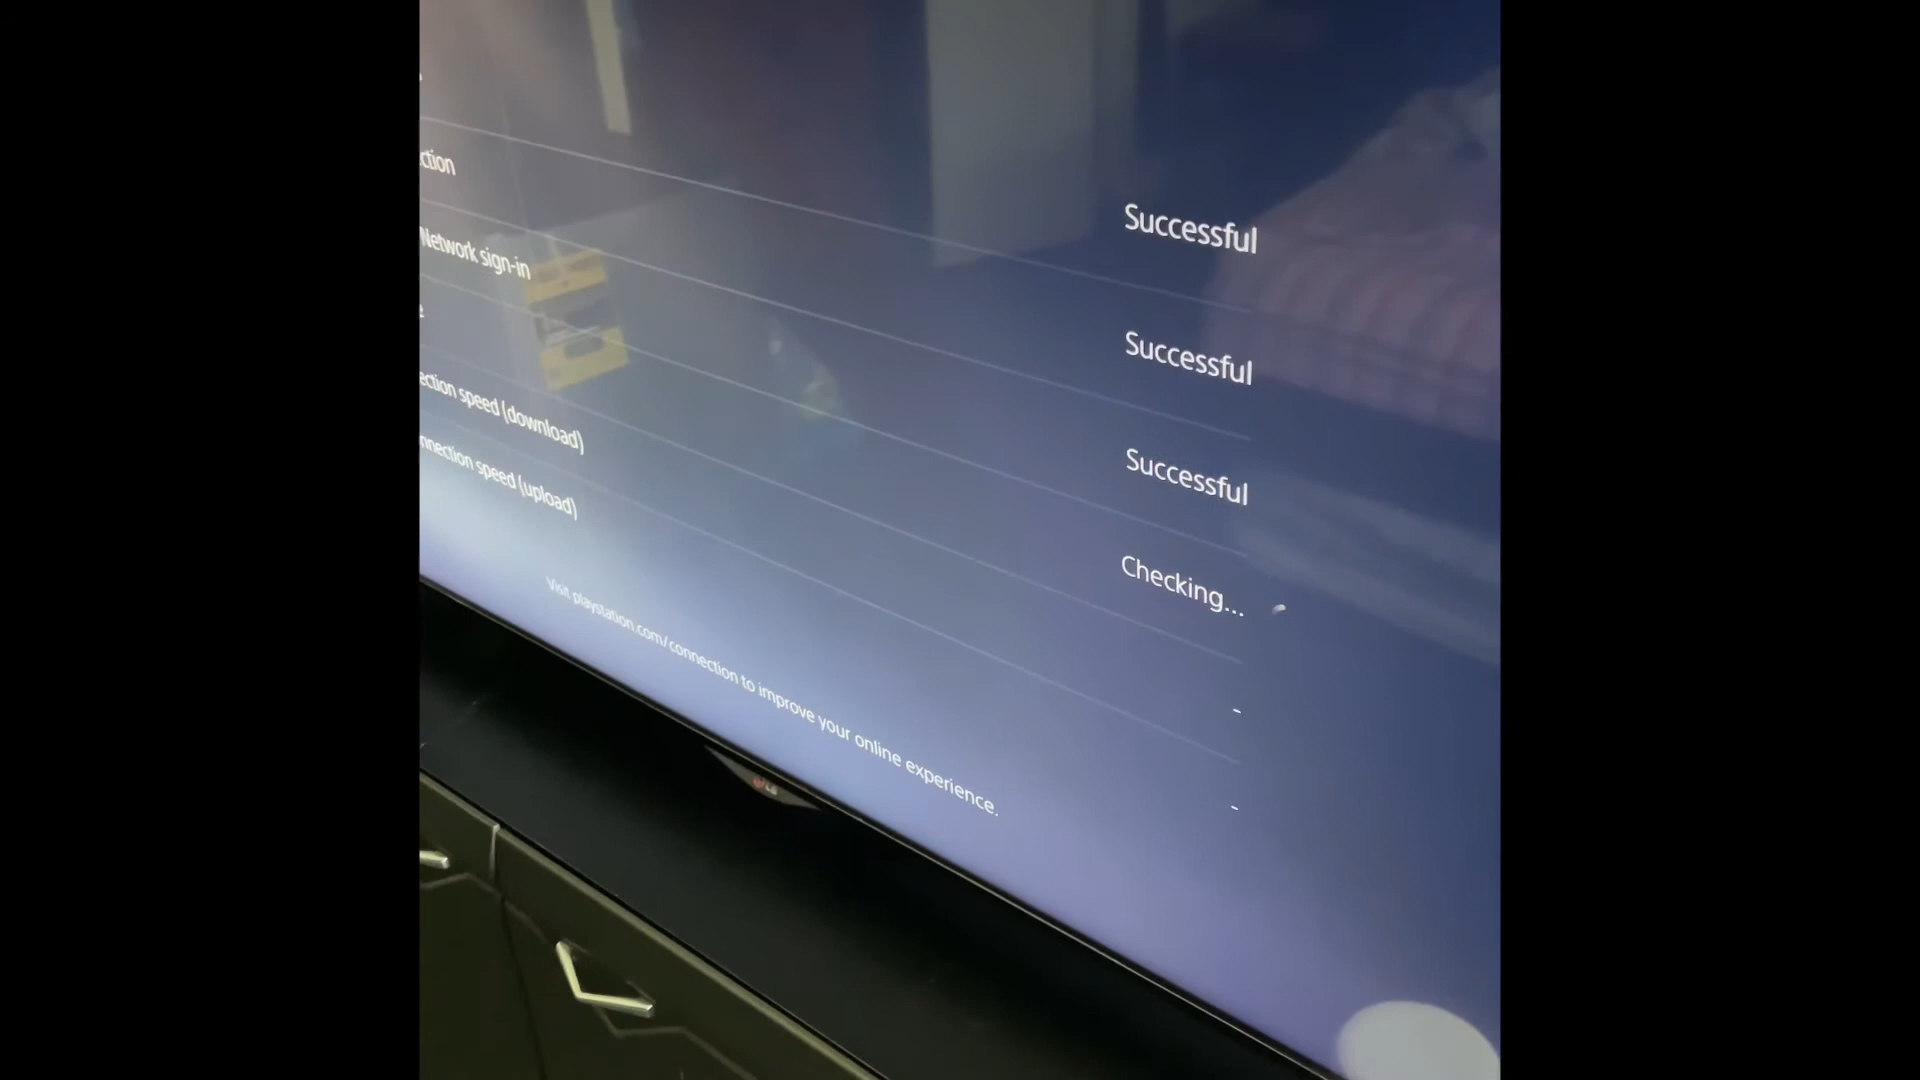 Successful
ction
Successful
Network sign-in
Successful
e
Checking...
ection speed (download)
-
nnection speed (upload)
-
Visit playstation.com/connection to improve your online experience.
LG